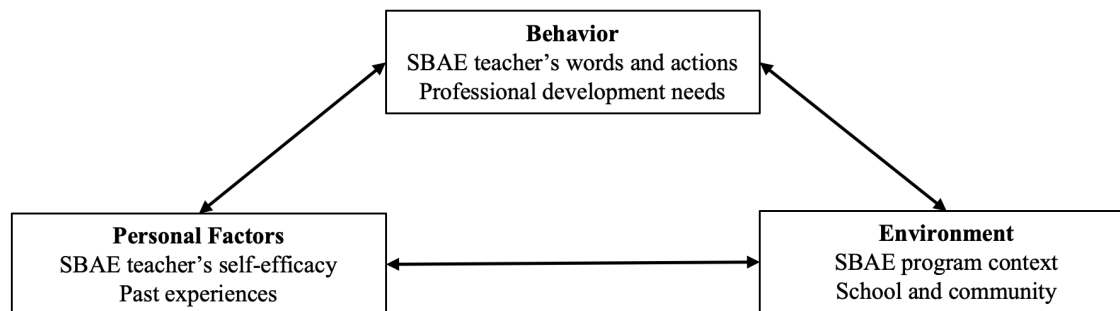 Behavior
SBAE teacher's words and actions
Professional development needs
Personal Factors
SBAE teacher's self-efficacy
Past experiences
Environment
SBAE program context
School and community